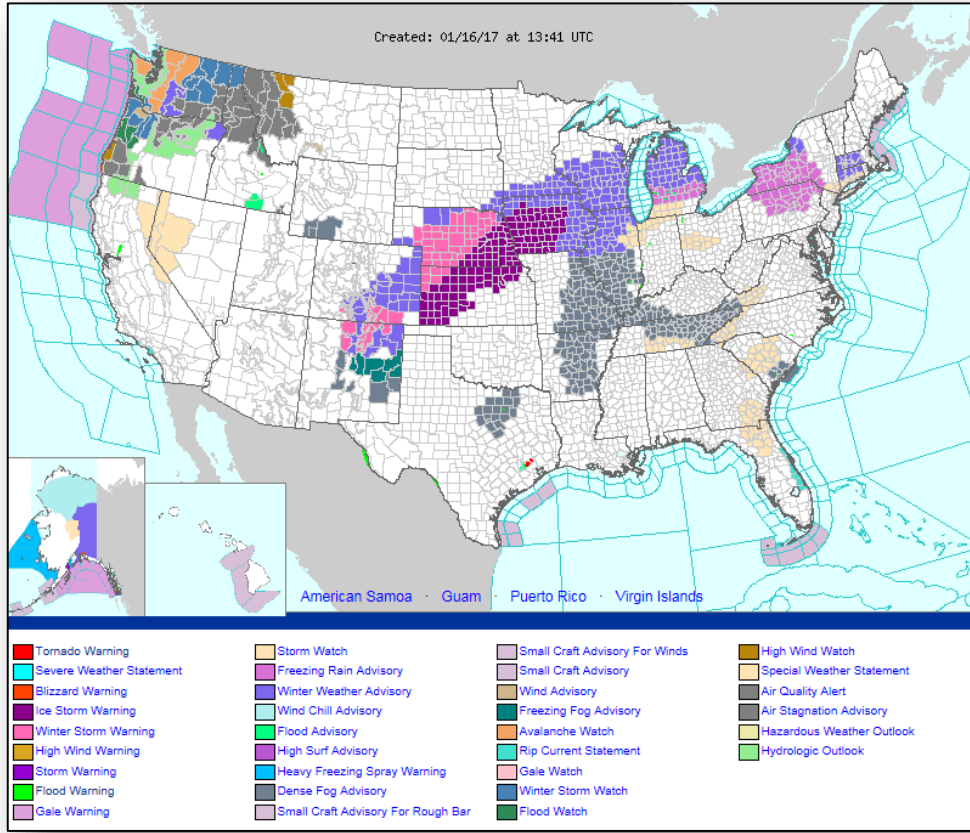 Created: 01/16/17 at 13:41 UTC
American Samoa · Guam · Puerto Rico · Virgin Islands
Tornado Warning
Severe Weather Statement
Blizzard Warning
Ice Storm Warning
Winter Storm Warning
High Wind Warning
Storm Warning
Flood Warning
Gale Warning
Storm Watch
Freezing Rain Advisory
Winter Weather Advisory
Wind Chill Advisory
Flood Advisory
High Surf Advisory
Heavy Freezing Spray Warning
Dense Fog Advisory
Small Craft Advisory For Rough Bar
Small Craft Advisory For Winds
Small Craft Advisory
Wind Advisory
Freezing Fog Advisory
Avalanche Watch
Rip Current Statement
Gale Watch
Winter Storm Watch
Flood Watch
High Wind Watch
Special Weather Statement
Air Quality Alert
Air Stagnation Advisory
Hazardous Weather Outlook
Hydrologic Outlook